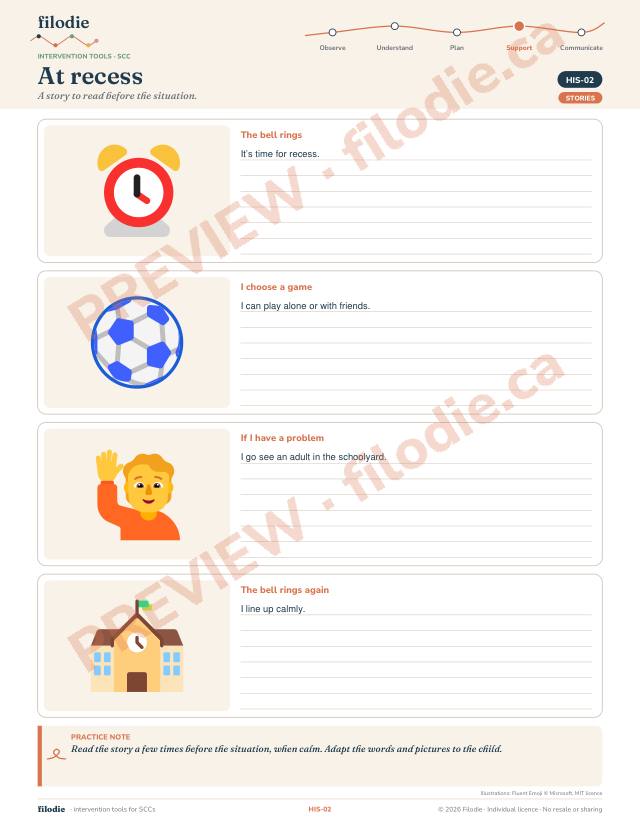 filodie
INTERVENTION TOOLS · SCC
Observe Understand Plan Support Communicate
At recess
A story to read before the situation.
HIS-02
STORIES
The bell rings
It's time for recess.
I choose a game
I can play alone or with friends.
If I have a problem
I go see an adult in the schoolyard.
The bell rings again
I line up calmly.
PREVIEW · filodie.ca
PREVIEW · filodie.ca
PRACTICE NOTE
Read the story a few times before the situation, when calm. Adapt the words and pictures to the child.
Illustrations: Fluent Emoji © Microsoft, MIT licence
filodie · intervention tools for SCCs HIS-02 © 2026 Filodie · Individual licence · No resale or sharing